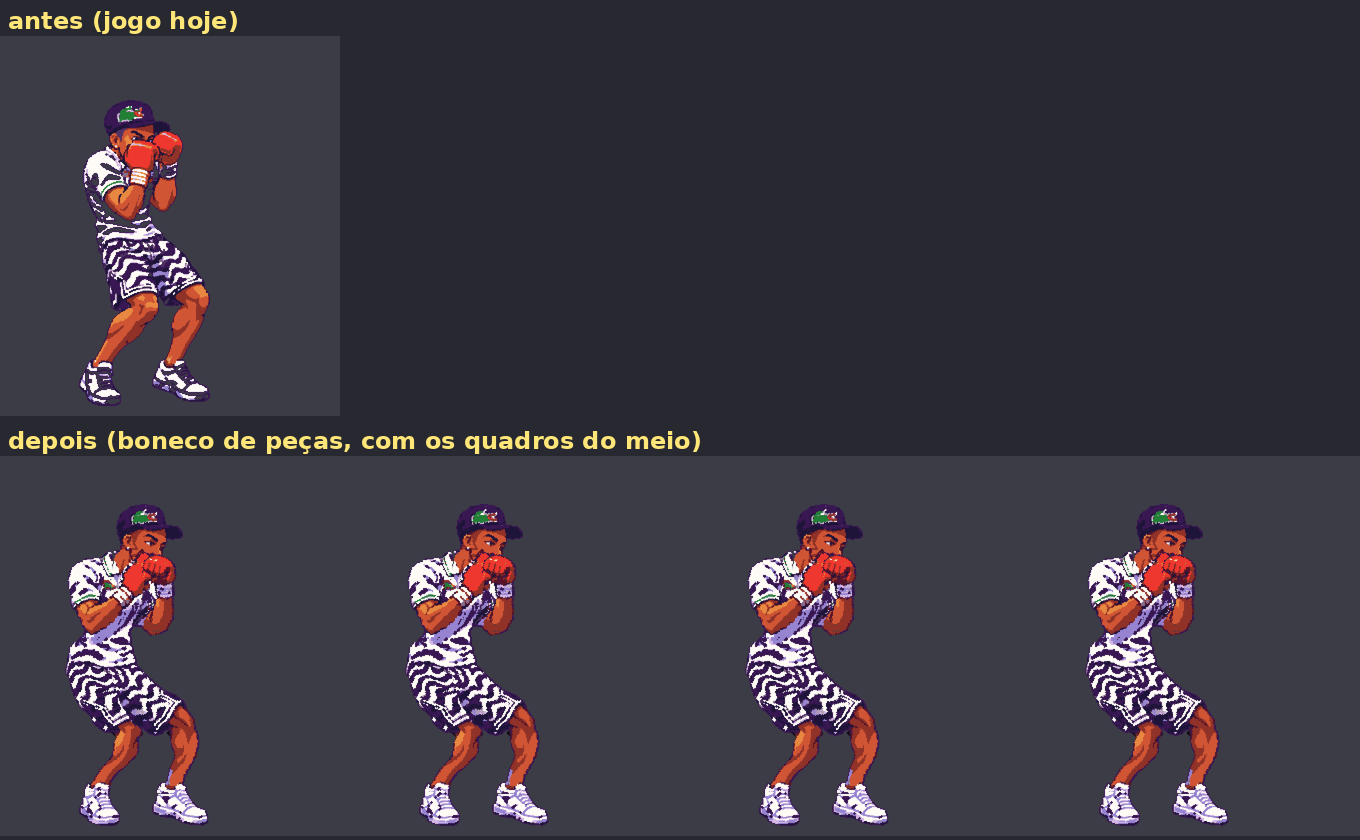 antes (jogo hoje)
depois (boneco de peças, com os quadros do meio)